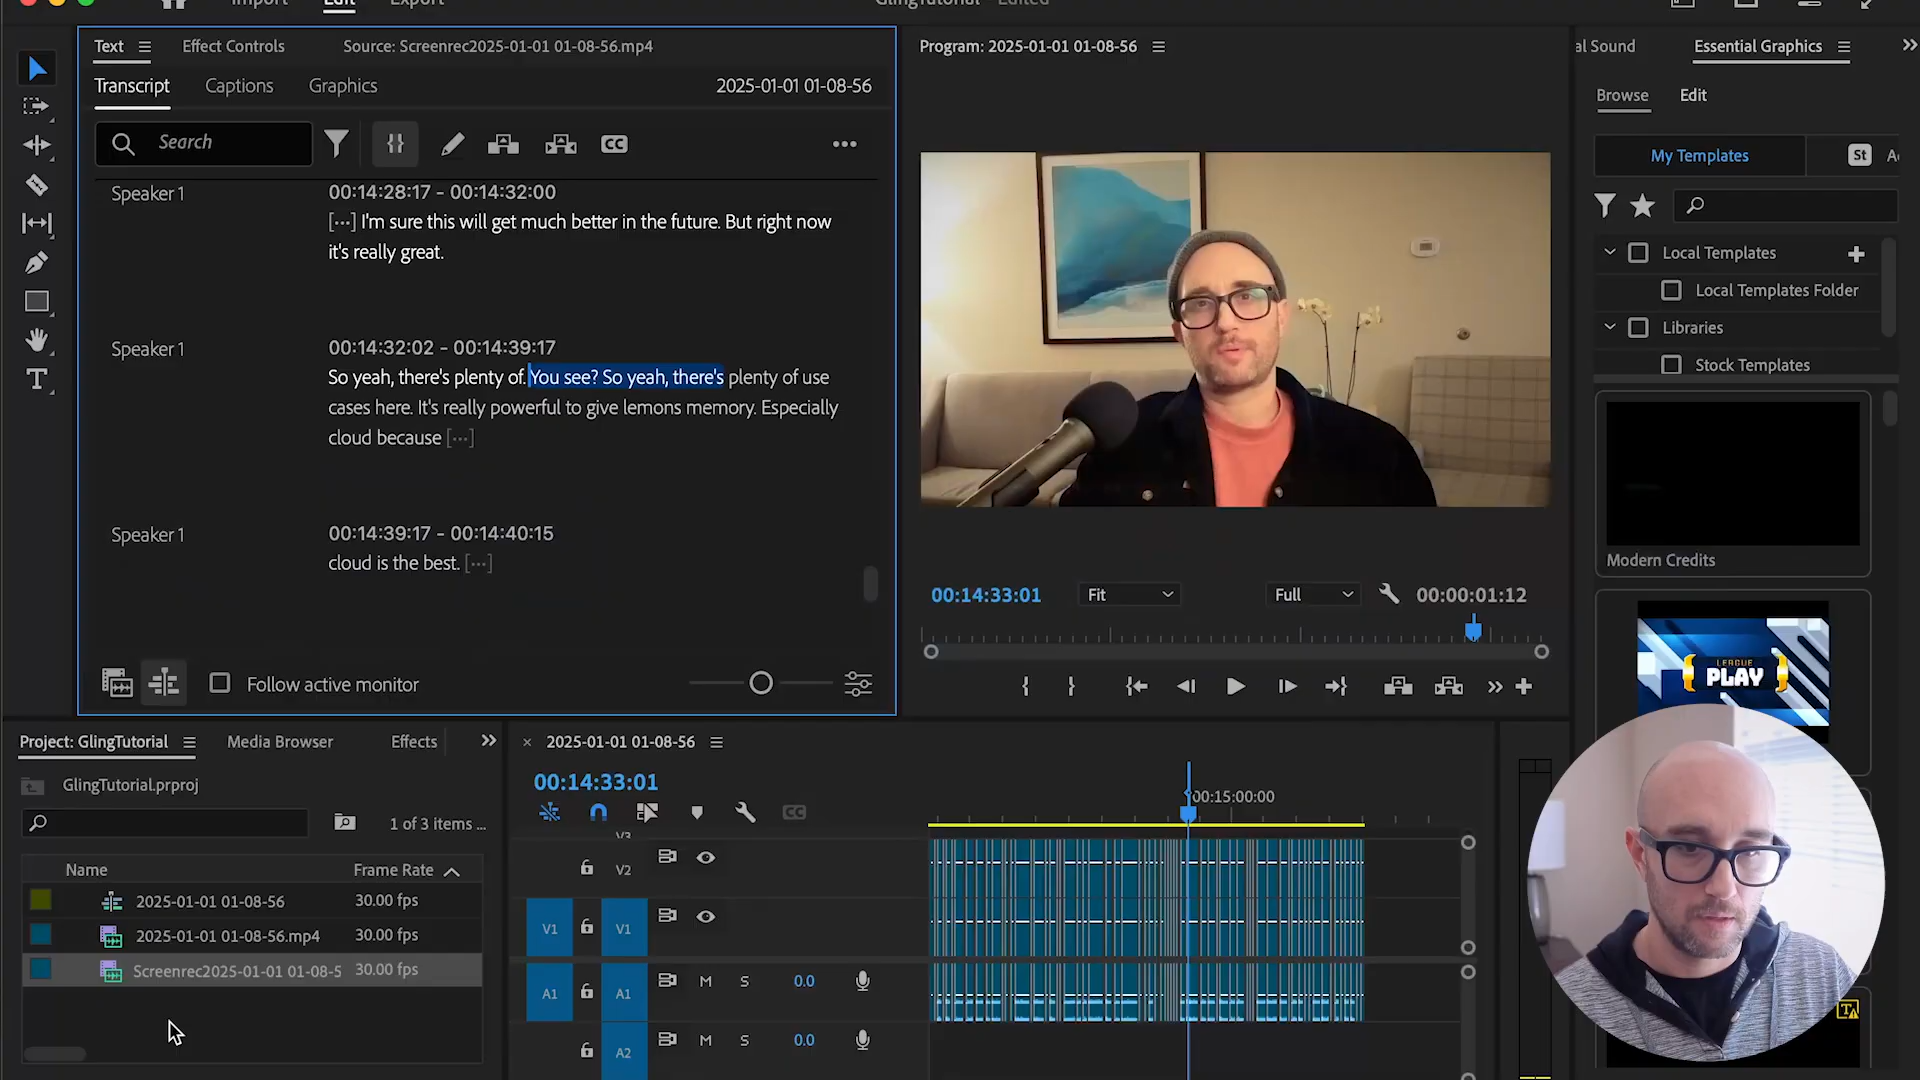 Import
Edit
Export
GlingTutorial - Edited
Text
Effect Controls
Source: Screenrec2025-01-01 01-08-56.mp4
Transcript
Captions
Graphics
2025-01-01 01-08-56
Search
CC
Speaker 1
00:14:28:17 - 00:14:32:00
[...] I'm sure this will get much better in the future. But right now
it's really great.
Speaker 1
00:14:32:02 - 00:14:39:17
So yeah, there's plenty of. You see? So yeah, there's plenty of use
cases here. It's really powerful to give lemons memory. Especially
cloud because [...]
Speaker 1
00:14:39:17 - 00:14:40:15
cloud is the best. [...]
Follow active monitor
Program: 2025-01-01 01-08-56
00:14:33:01
Fit
Full
00:00:01:12
al Sound
Essential Graphics
Browse
Edit
My Templates
St
Local Templates
Local Templates Folder
Libraries
Stock Templates
Modern Credits
LEAGUE
PLAY
Project: GlingTutorial
Media Browser
Effects
GlingTutorial.prproj
1 of 3 items ...
Name
Frame Rate
2025-01-01 01-08-56
30.00 fps
2025-01-01 01-08-56.mp4
30.00 fps
Screenrec2025-01-01 01-08-5
30.00 fps
2025-01-01 01-08-56
00:14:33:01
CC
00:15:00:00
V3
V2
V1
V1
A1
A1
M
S
0.0
A2
M
S
0.0